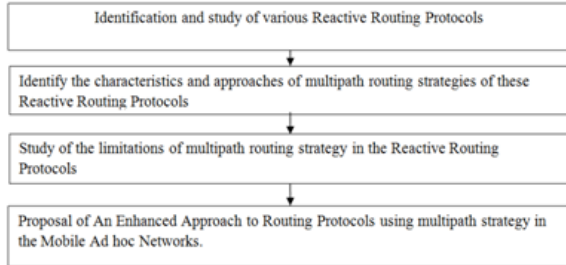 Identification and study of various Reactive Routing Protocols
Identify the characteristics and approaches of multipath routing strategies of these
Reactive Routing Protocols
Study of the limitations of multipath routing strategy in the Reactive Routing
Protocols
Proposal of An Enhanced Approach to Routing Protocols using multipath strategy in
the Mobile Ad hoc Networks.